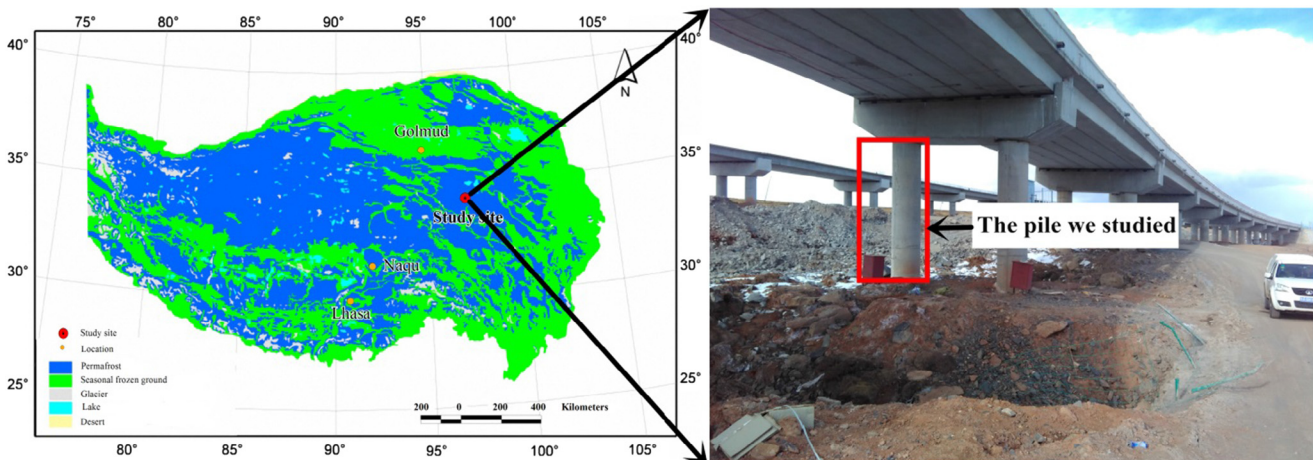 75° 80° 85° 90° 95° 100° 105°
40° 40°
N
Golmud
35° 35°
Study site
The pile we studied
30° Naqu 30°
Lhasa
Study site
Location
Permafrost
Seasonal frozen ground
Glacier
Lake
Desert
25° 25°
200 0 200 400 Kilometers
80° 85° 90° 95° 100° 105°